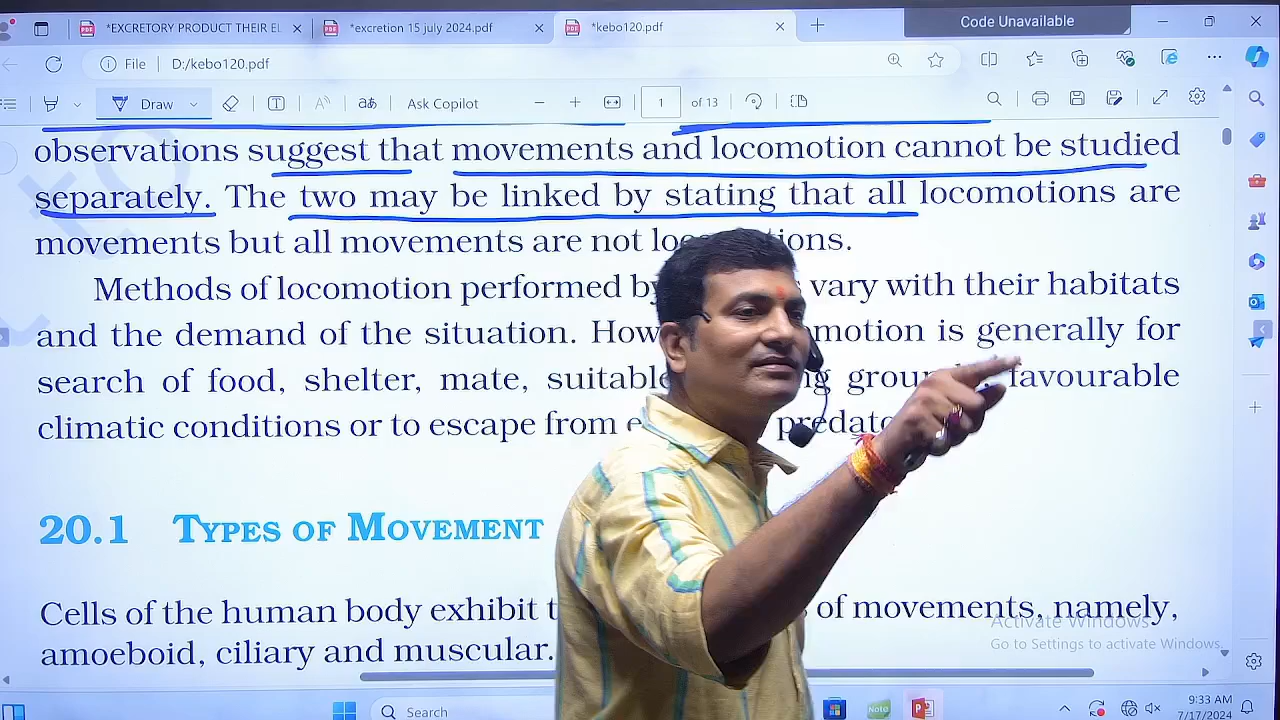 *EXCRETORY PRODUCT THEIR EL
*excretion 15 july 2024.pdf
*kebo120.pdf
Code Unavailable
File D:/kebo120.pdf
Draw
Ask Copilot
1 of 13
observations suggest that movements and locomotion cannot be studied
separately. The two may be linked by stating that all locomotions are
movements but all movements are not
Methods of locomotion performed by vary with their habitats
and the demand of the situation. is generally for
search of food, shelter, mate, suitable favourable
climatic conditions or to escape from
20.1 TYPES OF MOVEMENT
Cells of the human body exhibit of movements, namely,
amoeboid, ciliary and muscular.
Activate Windows
Go to Settings to activate Windows.
Search
9:33 AM
7/17/2024